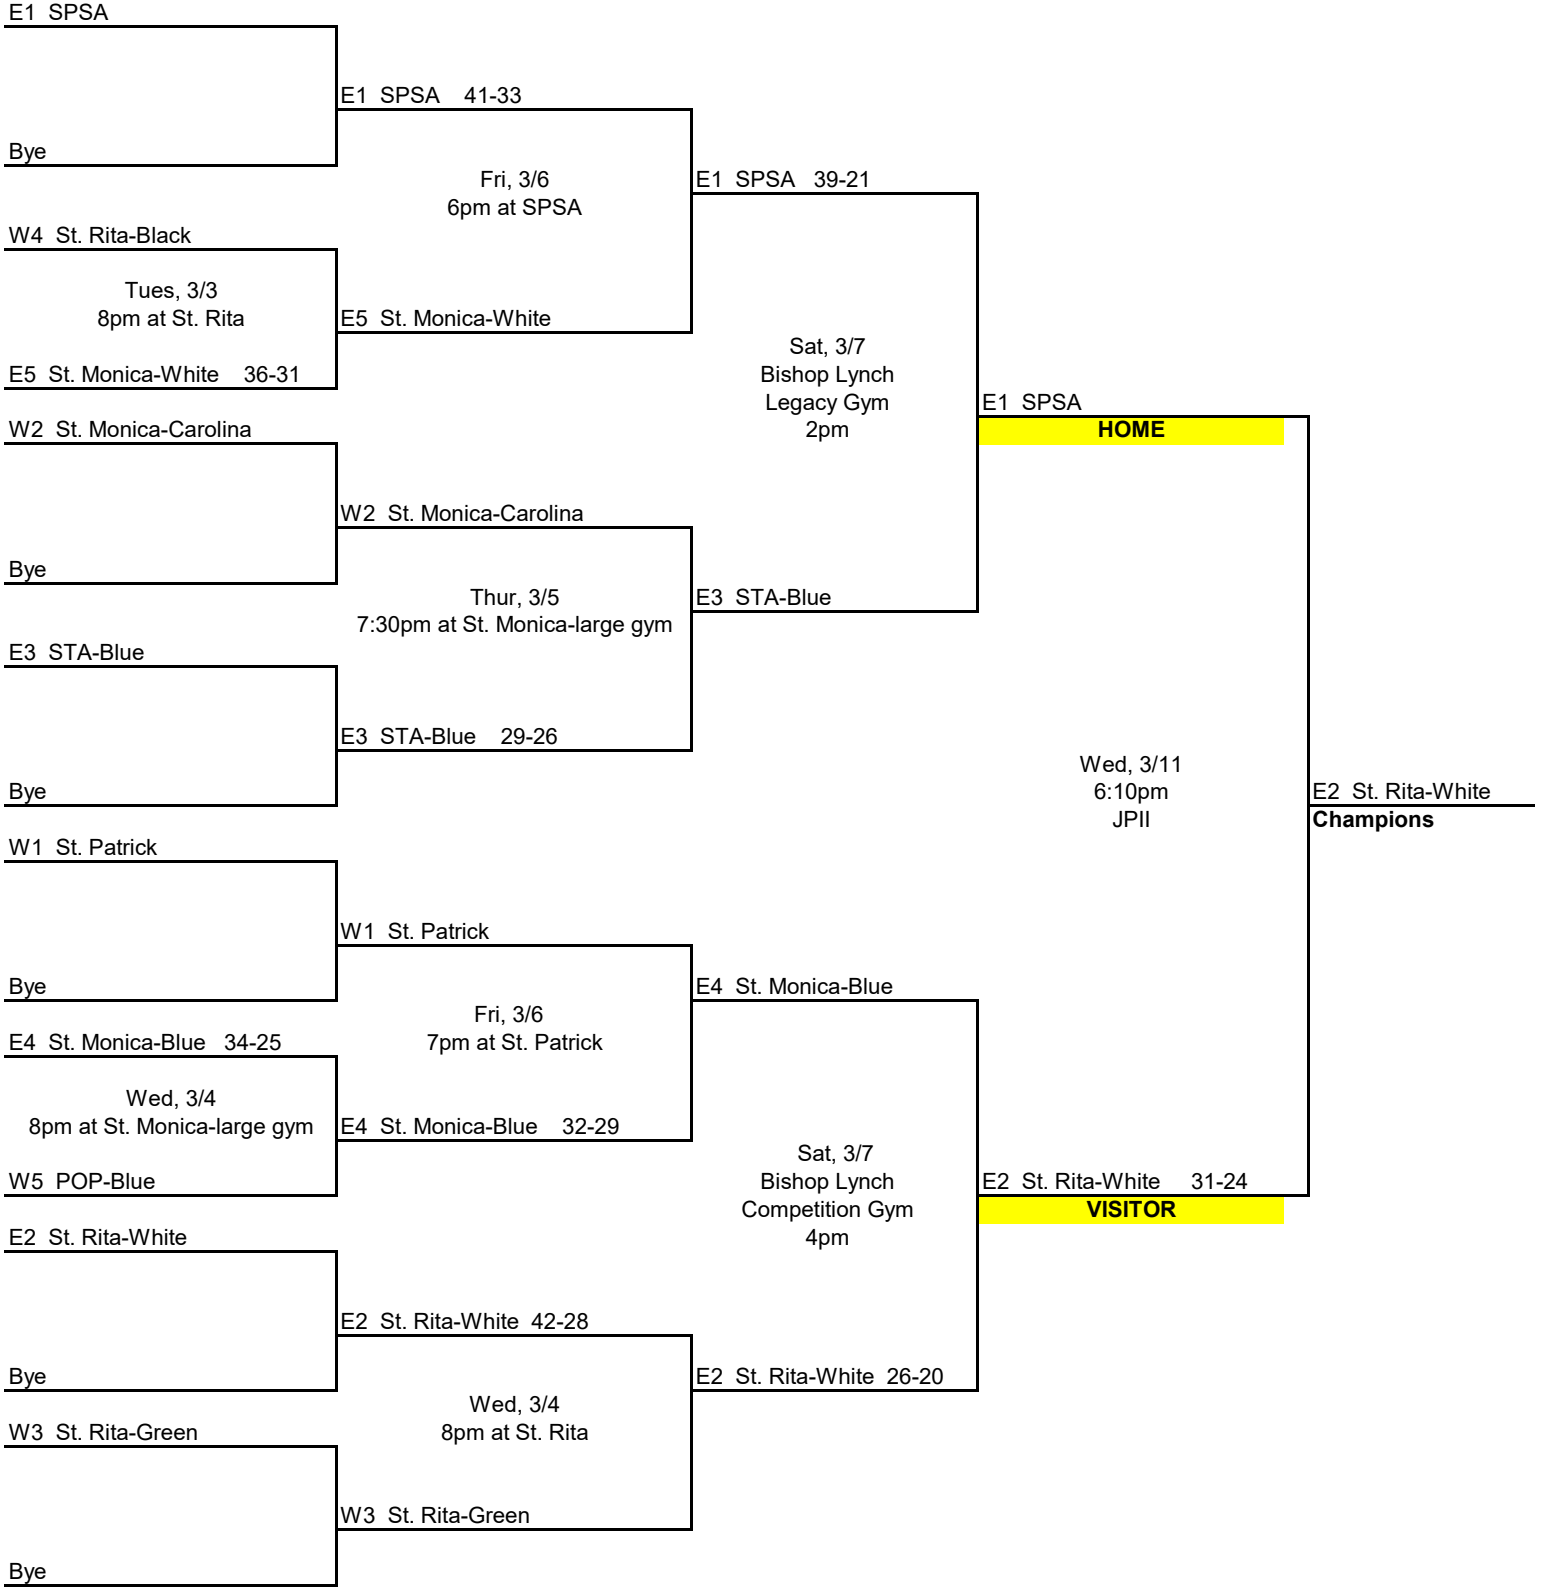 E1 SPSA
E1 SPSA 41-33
Bye
Fri, 3/6
6pm at SPSA
E1 SPSA 39-21
W4 St. Rita-Black
Tues, 3/3
8pm at St. Rita
E5 St. Monica-White
E5 St. Monica-White 36-31
Sat, 3/7
Bishop Lynch
Legacy Gym
2pm
E1 SPSA
HOME
W2 St. Monica-Carolina
W2 St. Monica-Carolina
Bye
Thur, 3/5
7:30pm at St. Monica-large gym
E3 STA-Blue
E3 STA-Blue
E3 STA-Blue 29-26
Bye
Wed, 3/11
6:10pm
JPII
E2 St. Rita-White
Champions
W1 St. Patrick
W1 St. Patrick
Bye
E4 St. Monica-Blue
Fri, 3/6
7pm at St. Patrick
E4 St. Monica-Blue 34-25
Wed, 3/4
8pm at St. Monica-large gym
E4 St. Monica-Blue 32-29
W5 POP-Blue
Sat, 3/7
Bishop Lynch
Competition Gym
4pm
E2 St. Rita-White 31-24
VISITOR
E2 St. Rita-White
E2 St. Rita-White 42-28
Bye
E2 St. Rita-White 26-20
Wed, 3/4
8pm at St. Rita
W3 St. Rita-Green
W3 St. Rita-Green
Bye